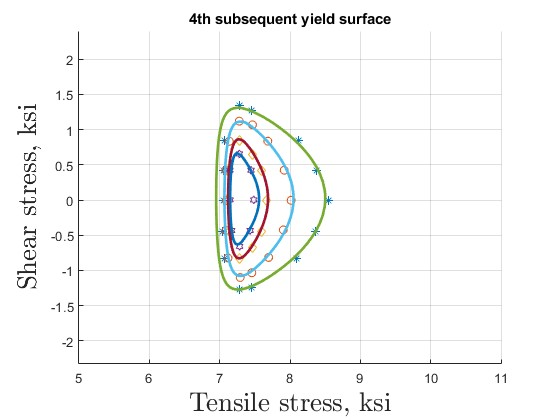 4th subsequent yield surface
Shear stress, ksi
2
1.5
1
0.5
0
-0.5
-1
-1.5
-2
5 6 7 8 9 10 11
Tensile stress, ksi